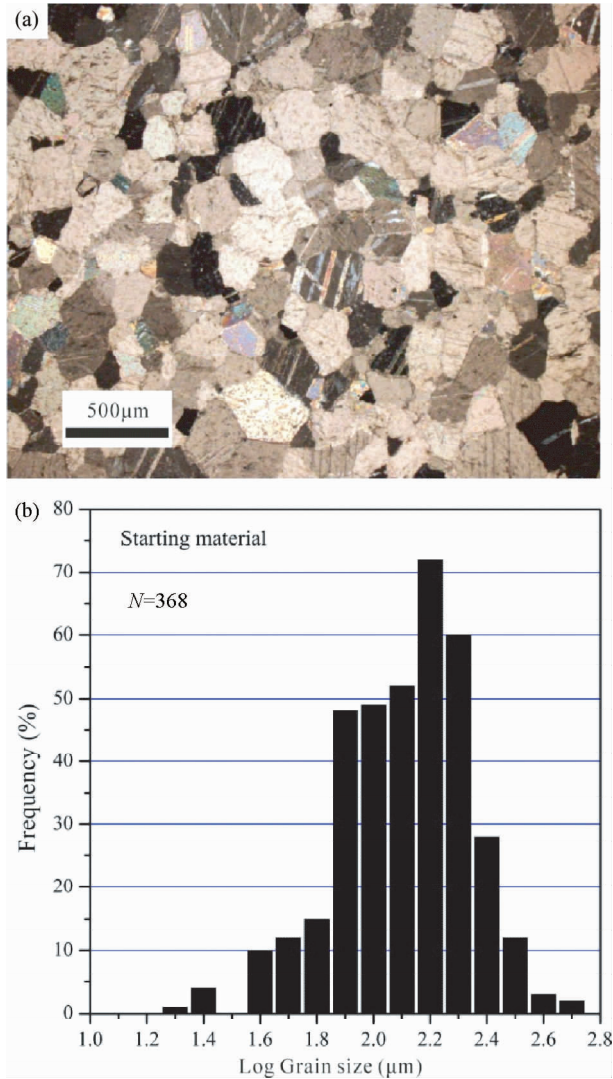 (a)
500μm
(b)
Starting material
N=368
Frequency (%)
80
70
60
50
40
30
20
10
0
1.0 1.2 1.4 1.6 1.8 2.0 2.2 2.4 2.6 2.8
Log Grain size (μm)